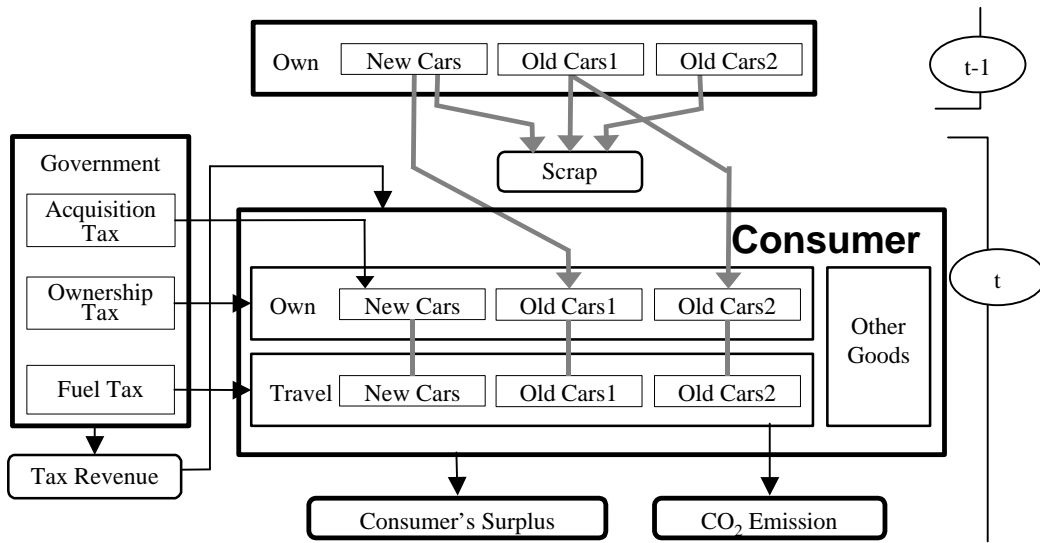 Own
New Cars
Old Cars1
Old Cars2
t-1
Scrap
Government
Acquisition
Tax
Ownership
Tax
Fuel Tax
Tax Revenue
Consumer
Own
New Cars
Old Cars1
Old Cars2
Travel
New Cars
Old Cars1
Old Cars2
Other
Goods
t
Consumer’s Surplus
CO₂ Emission